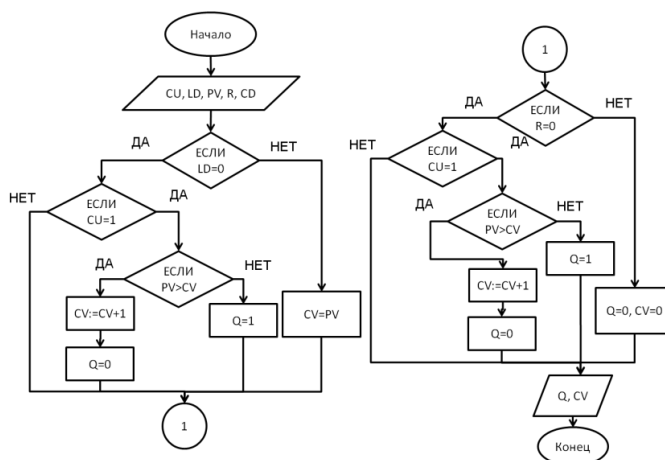 Начало
CU, LD, PV, R, CD
ЕСЛИ
LD=0
ДА
НЕТ
ЕСЛИ
CU=1
НЕТ
ДА
ЕСЛИ
PV>CV
ДА
НЕТ
CV:=CV+1
Q=1
CV=PV
Q=0
1
1
ЕСЛИ
R=0
ДА
НЕТ
ЕСЛИ
CU=1
ДА
НЕТ
ЕСЛИ
PV>CV
ДА
НЕТ
Q=1
CV:=CV+1
Q=0, CV=0
Q=0
Q, CV
Конец